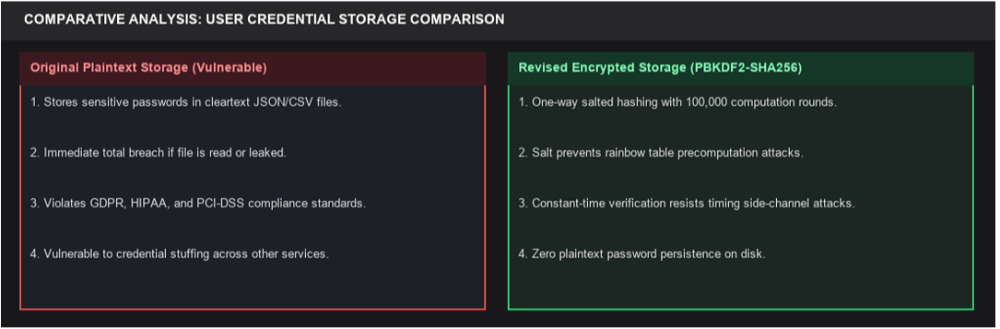 COMPARATIVE ANALYSIS: USER CREDENTIAL STORAGE COMPARISON
Original Plaintext Storage (Vulnerable)
1. Stores sensitive passwords in cleartext JSON/CSV files.
2. Immediate total breach if file is read or leaked.
3. Violates GDPR, HIPAA, and PCI-DSS compliance standards.
4. Vulnerable to credential stuffing across other services.
Revised Encrypted Storage (PBKDF2-SHA256)
1. One-way salted hashing with 100,000 computation rounds.
2. Salt prevents rainbow table precomputation attacks.
3. Constant-time verification resists timing side-channel attacks.
4. Zero plaintext password persistence on disk.